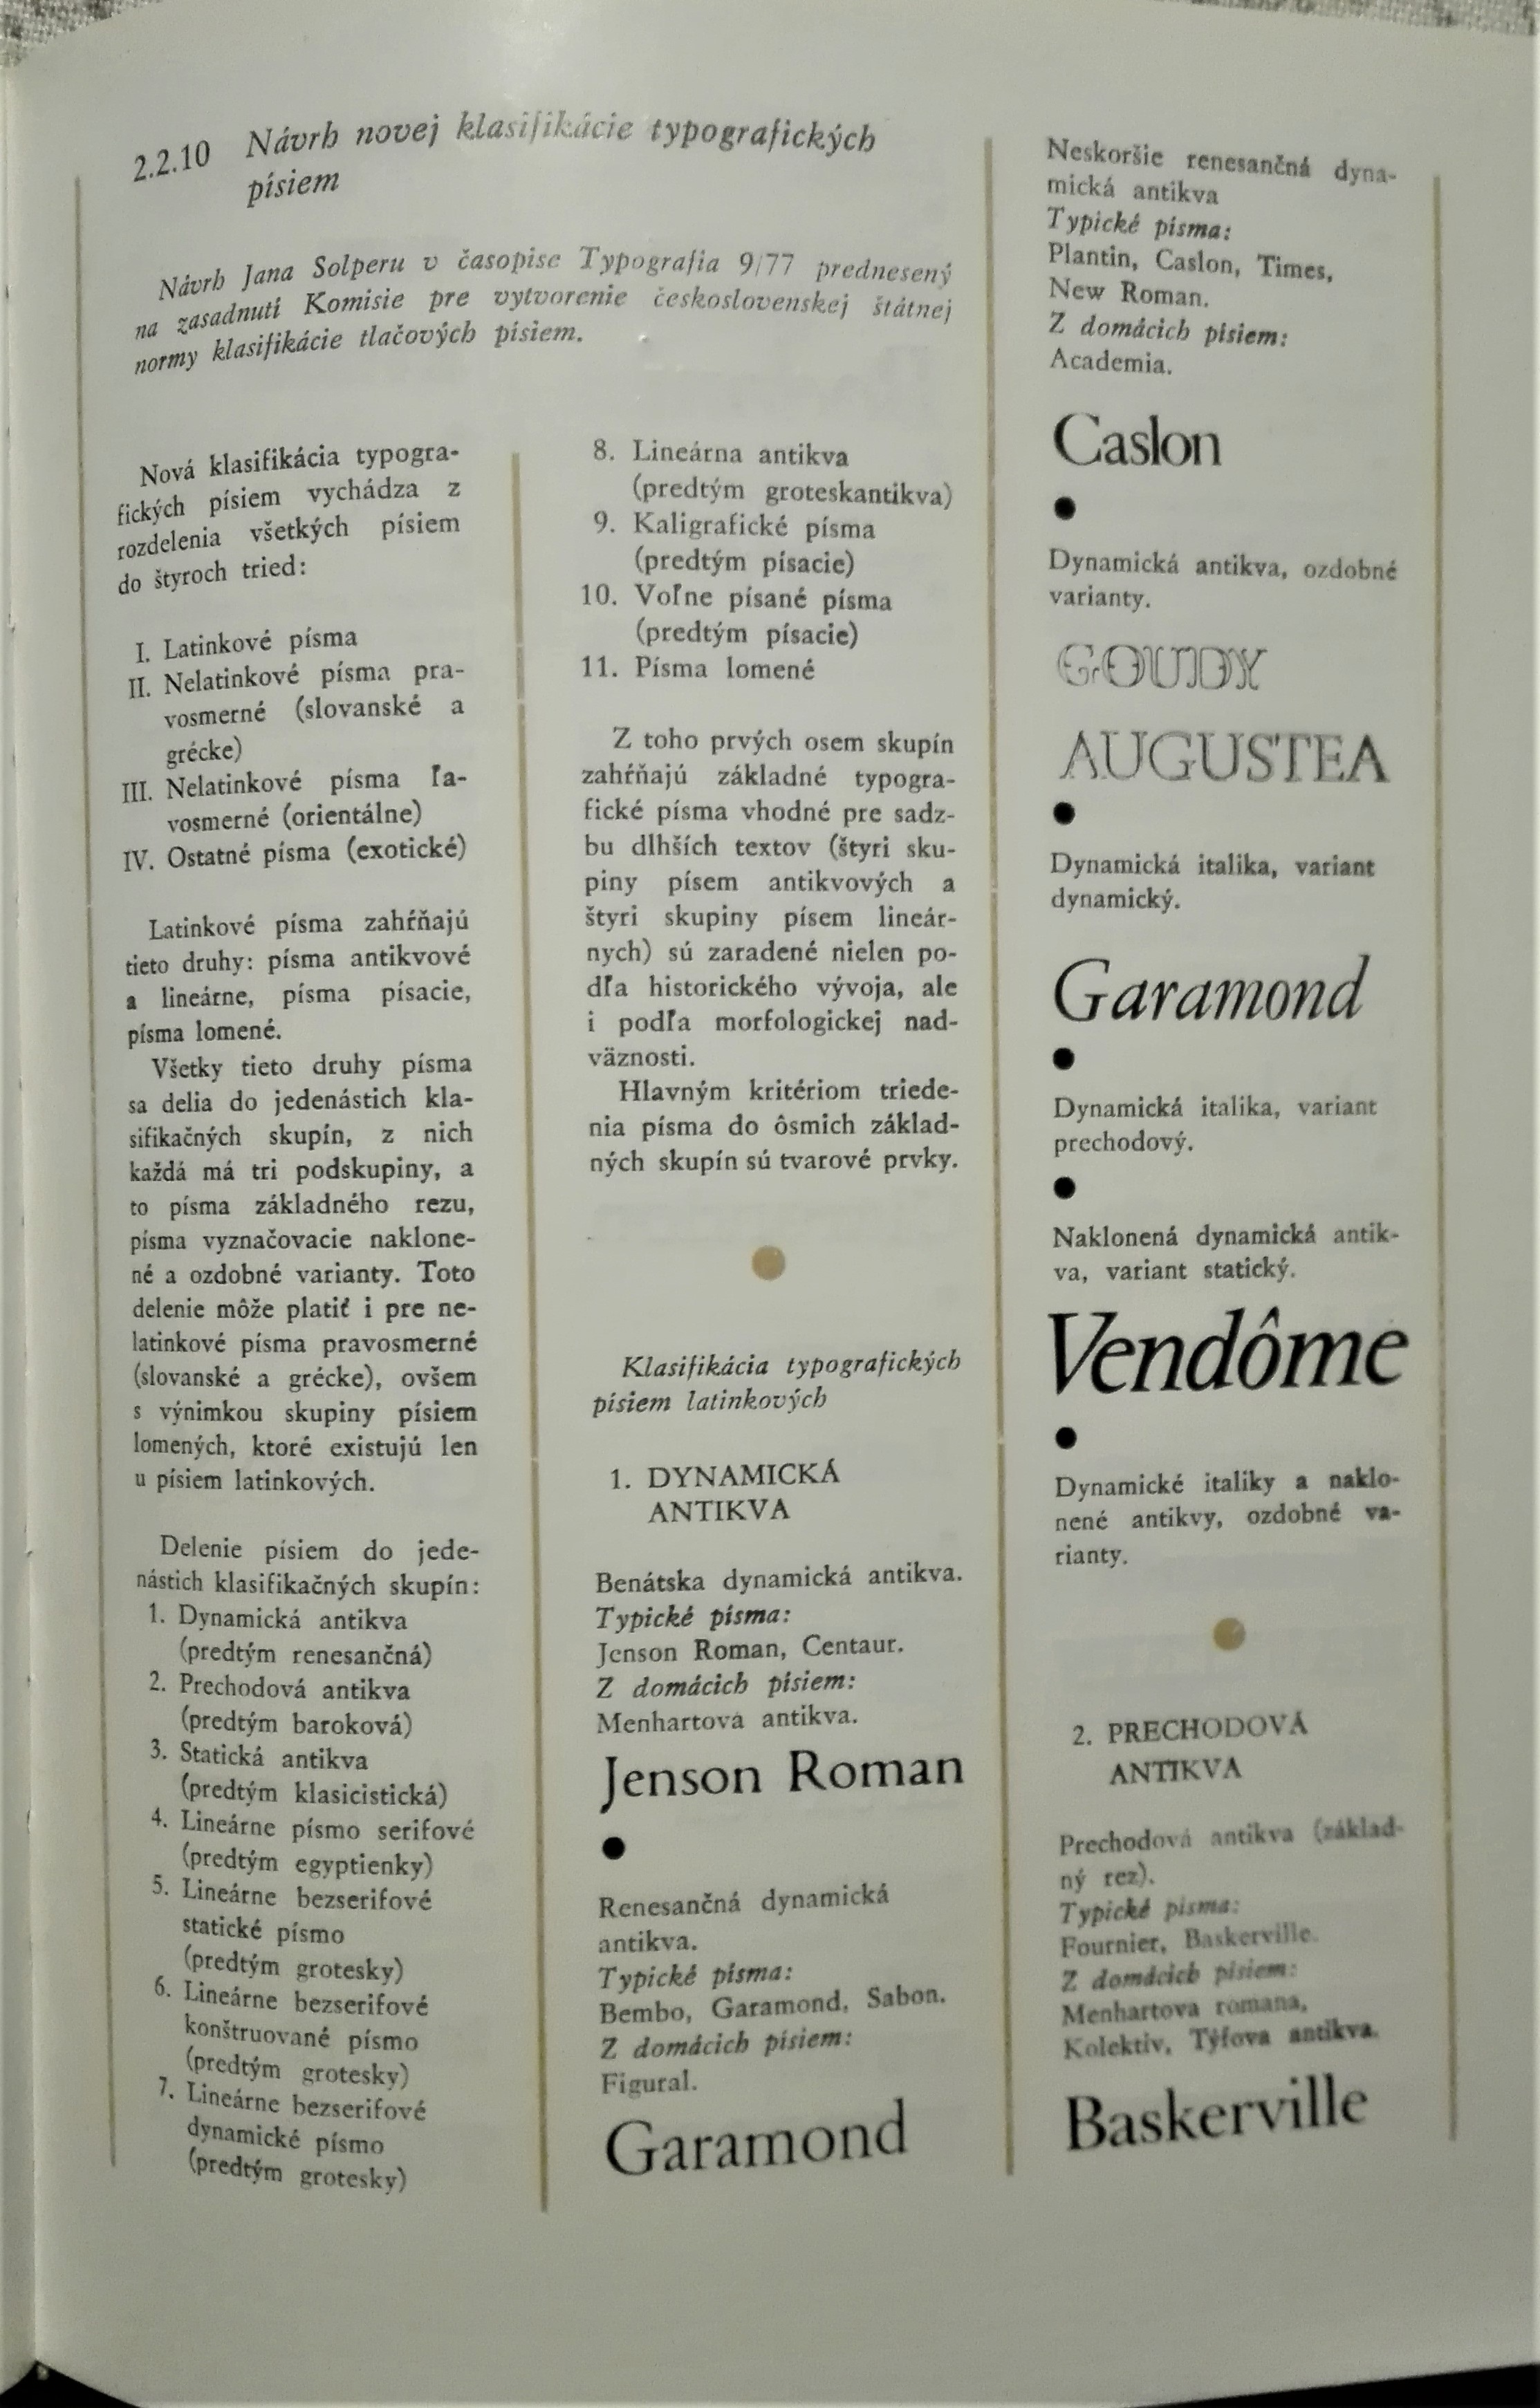 2.2.10 Návrh novej klasifikácie typografických
písiem
Návrh Jana Solperu v časopise Typografia 9/77 prednesený
na zasadnutí Komisie pre vytvorenie československej štátnej
normy klasifikácie tlačových písiem.
Nová klasifikácia typogra-
fických písiem vychádza z
rozdelenia všetkých písiem
do štyroch tried:
I. Latinkové písma
II. Nelatinkové písma pra-
vosmerné (slovanské a
grécke)
III. Nelatinkové písma ľa-
vosmerné (orientálne)
IV. Ostatné písma (exotické)
Latinkové písma zahŕňajú
tieto druhy: písma antikvové
a lineárne, písma písacie,
písma lomené.
Všetky tieto druhy písma
sa delia do jedenástich kla-
sifikačných skupín, z nich
každá má tri podskupiny, a
to písma základného rezu,
písma vyznačovacie naklone-
né a ozdobné varianty. Toto
delenie môže platiť i pre ne-
latinkové písma pravosmerné
(slovanské a grécke), ovšem
s výnimkou skupiny písiem
lomených, ktoré existujú len
u písiem latinkových.
Delenie písiem do jede-
nástich klasifikačných skupín:
1. Dynamická antikva
(predtým renesančná)
2. Prechodová antikva
(predtým baroková)
3. Statická antikva
(predtým klasicistická)
4. Lineárne písmo serifové
(predtým egyptienky)
5. Lineárne bezserifové
statické písmo
(predtým grotesky)
6. Lineárne bezserifové
konštruované písmo
(predtým grotesky)
7. Lineárne bezserifové
dynamické písmo
(predtým grotesky)
8. Lineárna antikva
(predtým groteskantikva)
9. Kaligrafické písma
(predtým písacie)
10. Voľne písané písma
(predtým písacie)
11. Písma lomené
Z toho prvých osem skupín
zahŕňajú základné typogra-
fické písma vhodné pre sadz-
bu dlhších textov (štyri sku-
piny písem antikvových a
štyri skupiny písem lineár-
nych) sú zaradené nielen po-
dľa historického vývoja, ale
i podľa morfologickej nad-
väznosti.
Hlavným kritériom triede-
nia písma do ôsmich základ-
ných skupín sú tvarové prvky.
Klasifikácia typografických
písiem latinkových
1. DYNAMICKÁ
ANTIKVA
Benátska dynamická antikva.
Typické písma:
Jenson Roman, Centaur.
Z domácich písiem:
Menhartová antikva.
Jenson Roman
Renesančná dynamická
antikva.
Typické písma:
Bembo, Garamond, Sabon.
Z domácich písiem:
Figural.
Garamond
Neskoršie renesančná dyna-
mická antikva
Typické písma:
Plantin, Caslon, Times,
New Roman.
Z domácich písiem:
Academia.
Caslon
Dynamická antikva, ozdobné
varianty.
GOUDY
AUGUSTEA
Dynamická italika, variant
dynamický.
Garamond
Dynamická italika, variant
prechodový.
Naklonená dynamická antik-
va, variant statický.
Vendôme
Dynamické italiky a naklo-
nené antikvy, ozdobné va-
rianty.
2. PRECHODOVÁ
ANTIKVA
Prechodová antikva (základ-
ný rez).
Typické písma:
Fournier, Baskerville.
Z domácich písiem:
Menhartova romana,
Kolektiv, Týfova antikva.
Baskerville